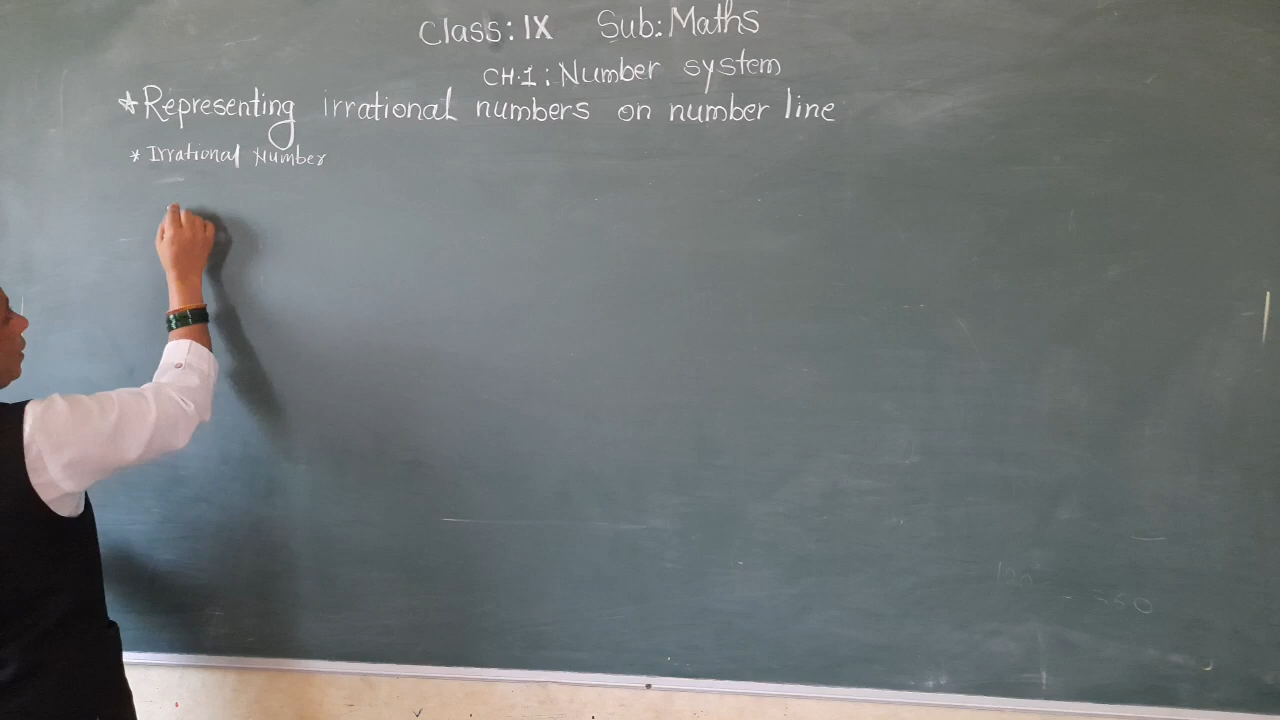 Class: IX Sub: Maths
CH.1: Number system
*Representing irrational numbers on number line
* Irrational Number